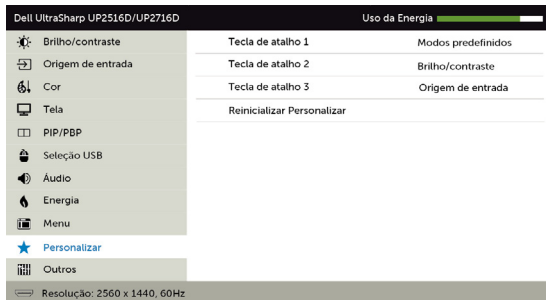 Dell UltraSharp UP2516D/UP2716D Uso da Energia
Brilho/contraste Tecla de atalho 1 Modos predefinidos
Origem de entrada Tecla de atalho 2 Brilho/contraste
Cor Tecla de atalho 3 Origem de entrada
Tela Reinicializar Personalizar
PIP/PBP
Seleção USB
Áudio
Energia
Menu
Personalizar
Outros
Resolução: 2560 x 1440, 60Hz